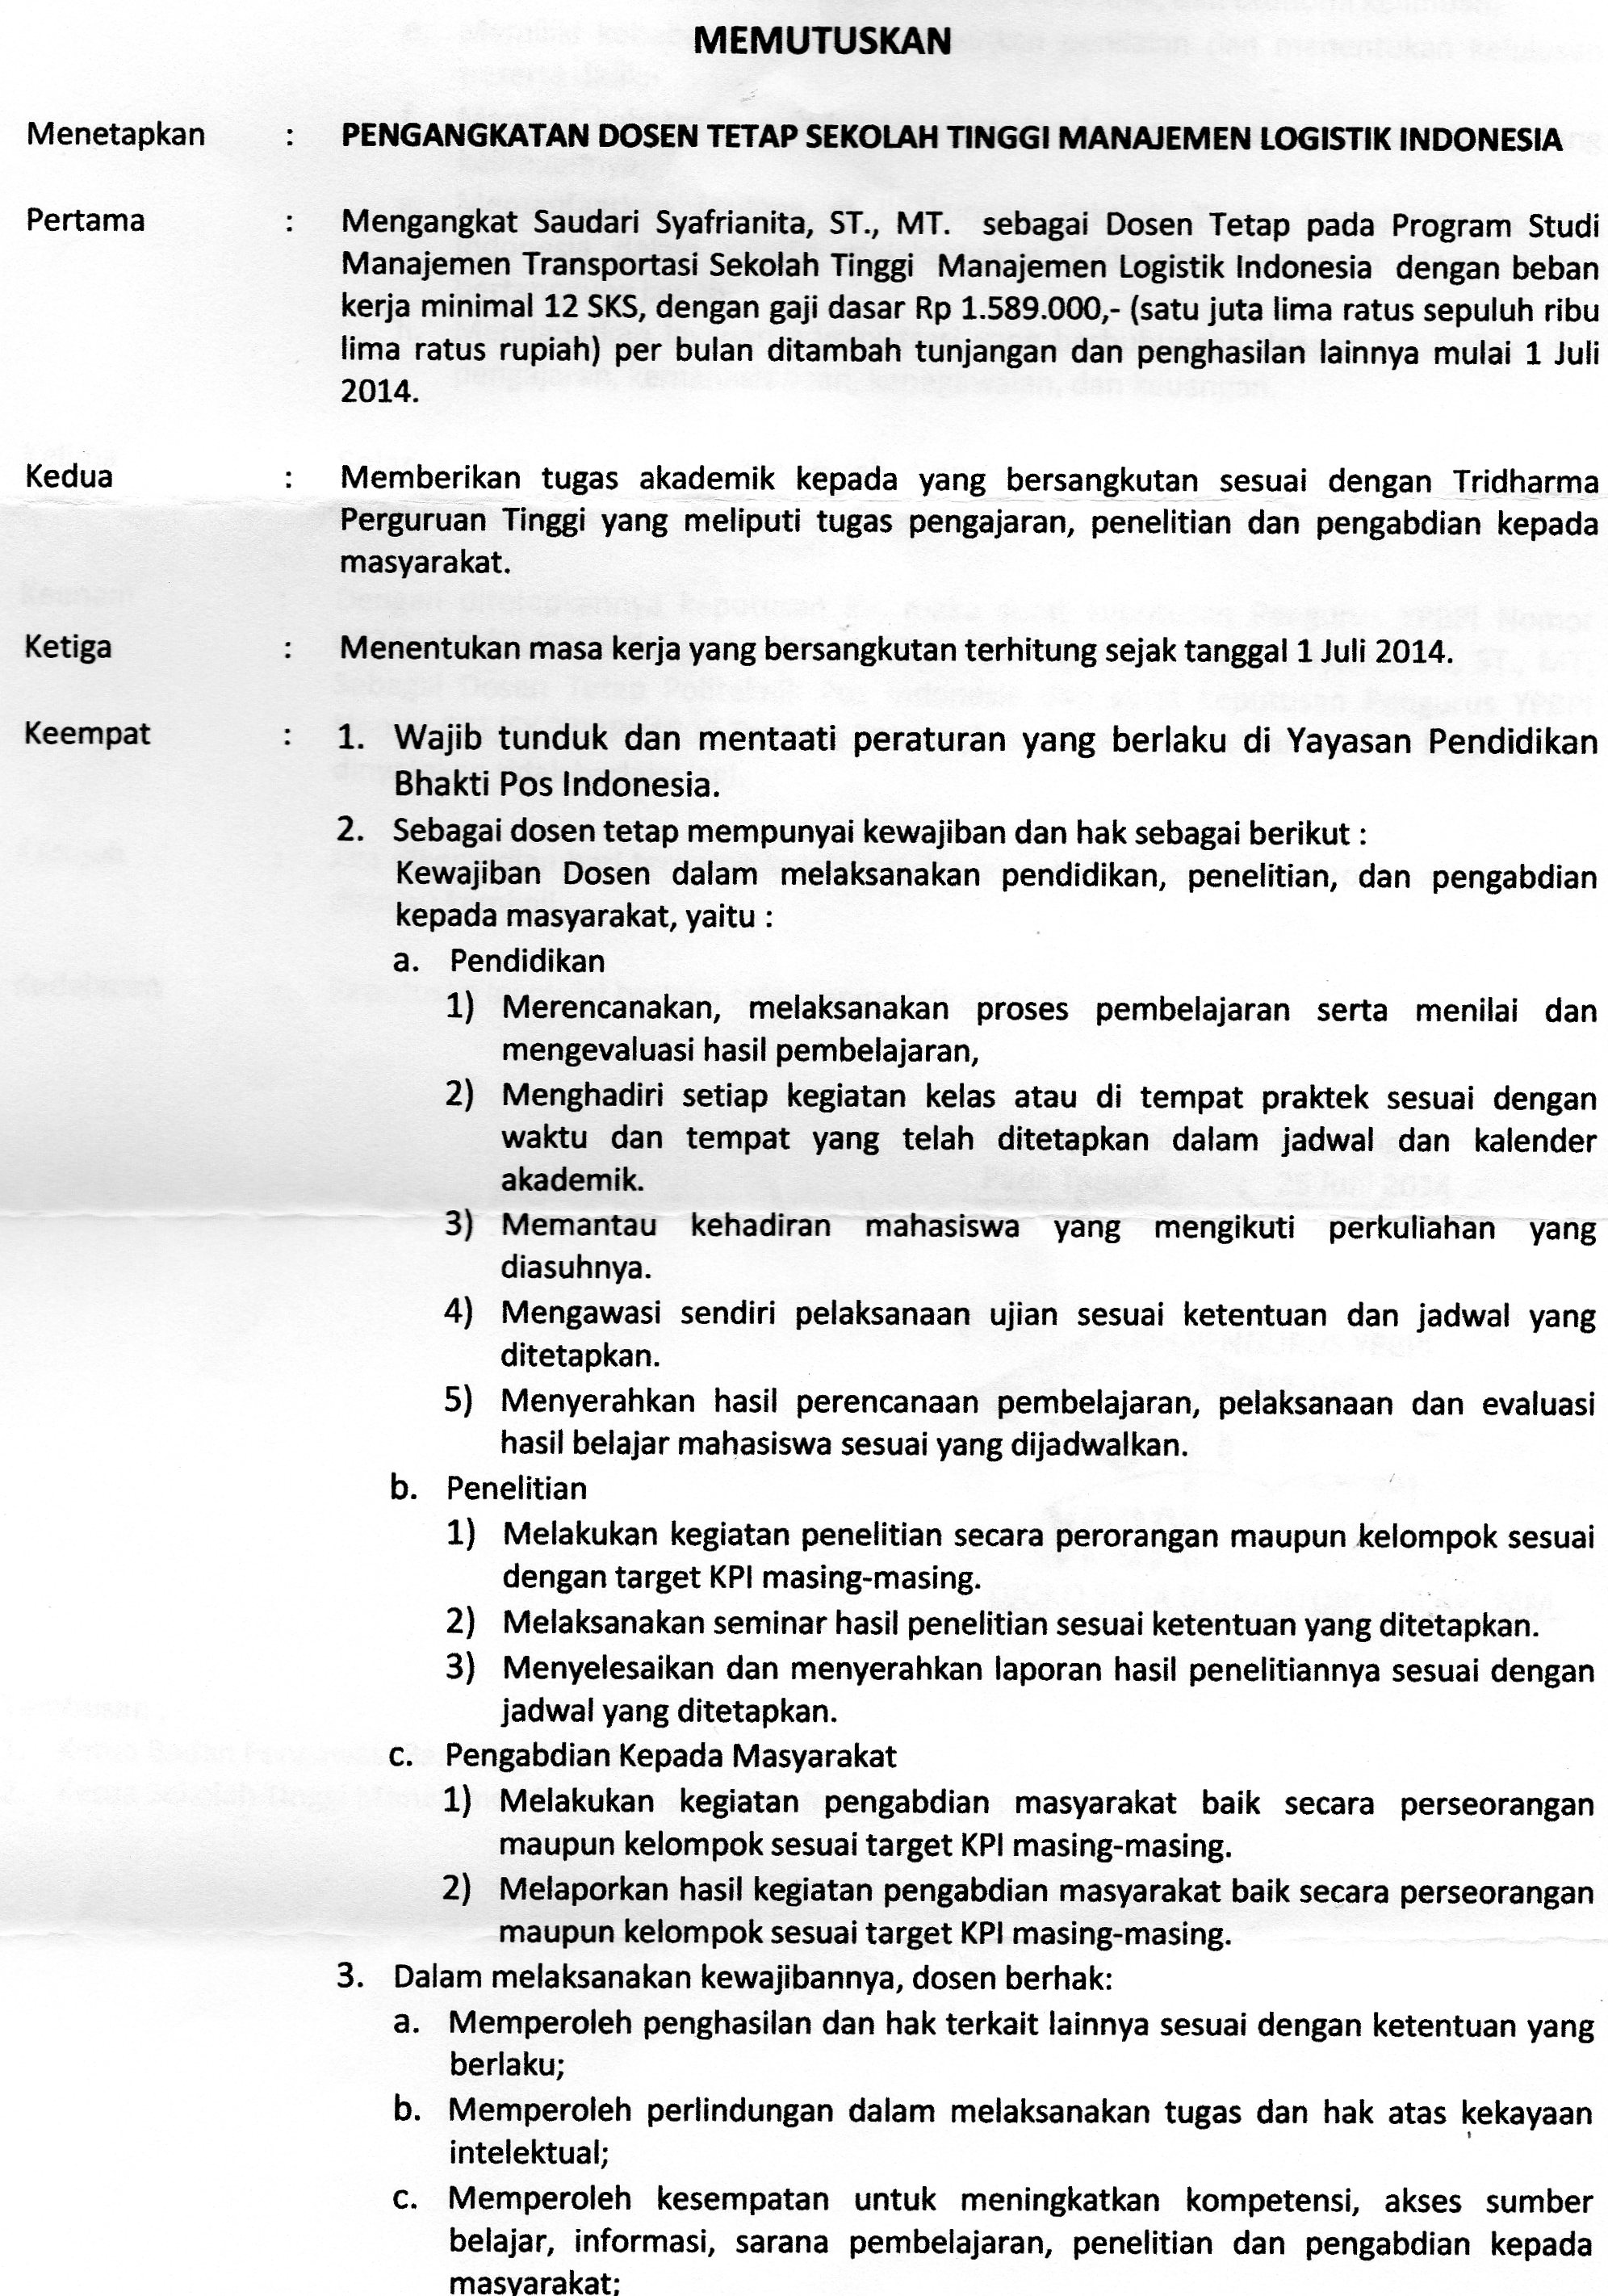 MEMUTUSKAN
Menetapkan : PENGANGKATAN DOSEN TETAP SEKOLAH TINGGI MANAJEMEN LOGISTIK INDONESIA
Pertama : Mengangkat Saudari Syafrianita, ST., MT. sebagai Dosen Tetap pada Program Studi
Manajemen Transportasi Sekolah Tinggi Manajemen Logistik Indonesia dengan beban
kerja minimal 12 SKS, dengan gaji dasar Rp 1.589.000,- (satu juta lima ratus sepuluh ribu
lima ratus rupiah) per bulan ditambah tunjangan dan penghasilan lainnya mulai 1 Juli
2014.
Kedua : Memberikan tugas akademik kepada yang bersangkutan sesuai dengan Tridharma
Perguruan Tinggi yang meliputi tugas pengajaran, penelitian dan pengabdian kepada
masyarakat.
Ketiga : Menentukan masa kerja yang bersangkutan terhitung sejak tanggal 1 Juli 2014.
Keempat : 1. Wajib tunduk dan mentaati peraturan yang berlaku di Yayasan Pendidikan
Bhakti Pos Indonesia.
2. Sebagai dosen tetap mempunyai kewajiban dan hak sebagai berikut :
Kewajiban Dosen dalam melaksanakan pendidikan, penelitian, dan pengabdian
kepada masyarakat, yaitu :
a. Pendidikan
1) Merencanakan, melaksanakan proses pembelajaran serta menilai dan
mengevaluasi hasil pembelajaran,
2) Menghadiri setiap kegiatan kelas atau di tempat praktek sesuai dengan
waktu dan tempat yang telah ditetapkan dalam jadwal dan kalender
akademik.
3) Memantau kehadiran mahasiswa yang mengikuti perkuliahan yang
diasuhnya.
4) Mengawasi sendiri pelaksanaan ujian sesuai ketentuan dan jadwal yang
ditetapkan.
5) Menyerahkan hasil perencanaan pembelajaran, pelaksanaan dan evaluasi
hasil belajar mahasiswa sesuai yang dijadwalkan.
b. Penelitian
1) Melakukan kegiatan penelitian secara perorangan maupun kelompok sesuai
dengan target KPI masing-masing.
2) Melaksanakan seminar hasil penelitian sesuai ketentuan yang ditetapkan.
3) Menyelesaikan dan menyerahkan laporan hasil penelitiannya sesuai dengan
jadwal yang ditetapkan.
c. Pengabdian Kepada Masyarakat
1) Melakukan kegiatan pengabdian masyarakat baik secara perseorangan
maupun kelompok sesuai target KPI masing-masing.
2) Melaporkan hasil kegiatan pengabdian masyarakat baik secara perseorangan
maupun kelompok sesuai target KPI masing-masing.
3. Dalam melaksanakan kewajibannya, dosen berhak:
a. Memperoleh penghasilan dan hak terkait lainnya sesuai dengan ketentuan yang
berlaku;
b. Memperoleh perlindungan dalam melaksanakan tugas dan hak atas kekayaan
intelektual;
c. Memperoleh kesempatan untuk meningkatkan kompetensi, akses sumber
belajar, informasi, sarana pembelajaran, penelitian dan pengabdian kepada
masyarakat;